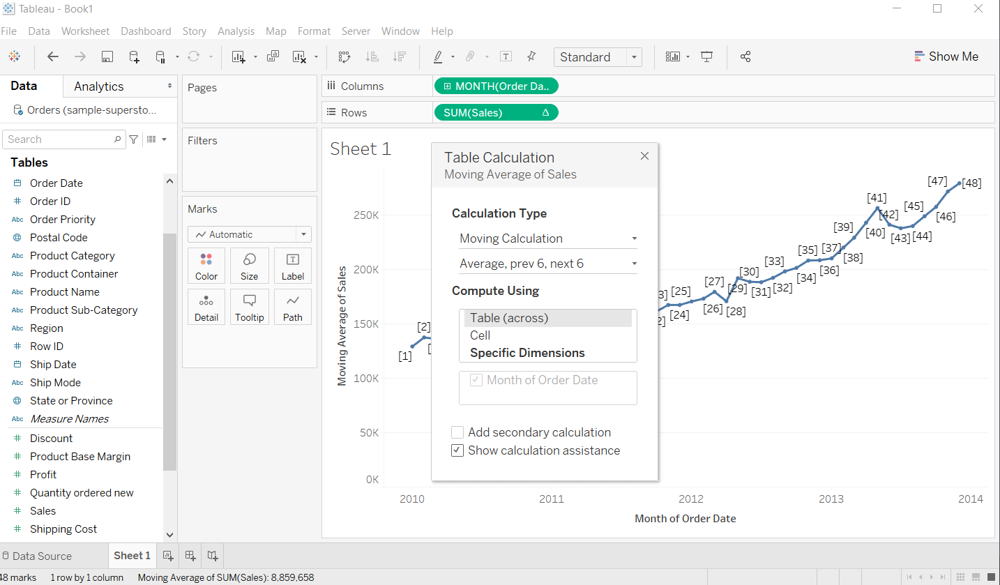 Tableau - Book1
File Data Worksheet Dashboard Story Analysis Map Format Server Window Help
Standard
Show Me
Data Analytics
Orders (sample-supersto...
Search
Tables
Order Date
Order ID
Abc Order Priority
Postal Code
Abc Product Category
Abc Product Container
Abc Product Name
Abc Product Sub-Category
Abc Region
Row ID
Ship Date
Abc Ship Mode
State or Province
Abc Measure Names
Discount
Product Base Margin
Profit
Quantity ordered new
Sales
Shipping Cost
Pages
Filters
Marks
Automatic
Color Size Label
Detail Tooltip Path
Columns MONTH(Order Da..
Rows SUM(Sales) Δ
Sheet 1
Table Calculation
Moving Average of Sales
Calculation Type
Moving Calculation
Average, prev 6, next 6
Compute Using
Table (across)
Cell
Specific Dimensions
Month of Order Date
Add secondary calculation
Show calculation assistance
Moving Average of Sales
250K
200K
150K
100K
50K
0K
[1]
[2]
[24]
[25]
[26]
[27]
[28]
[29]
[30]
[31]
[32]
[33]
[34]
[35]
[36]
[37]
[38]
[39]
[40]
[41]
[42]
[43]
[44]
[45]
[46]
[47]
[48]
2010 2011 2012 2013 2014
Month of Order Date
Data Source Sheet 1
48 marks 1 row by 1 column Moving Average of SUM(Sales): 8,859,658